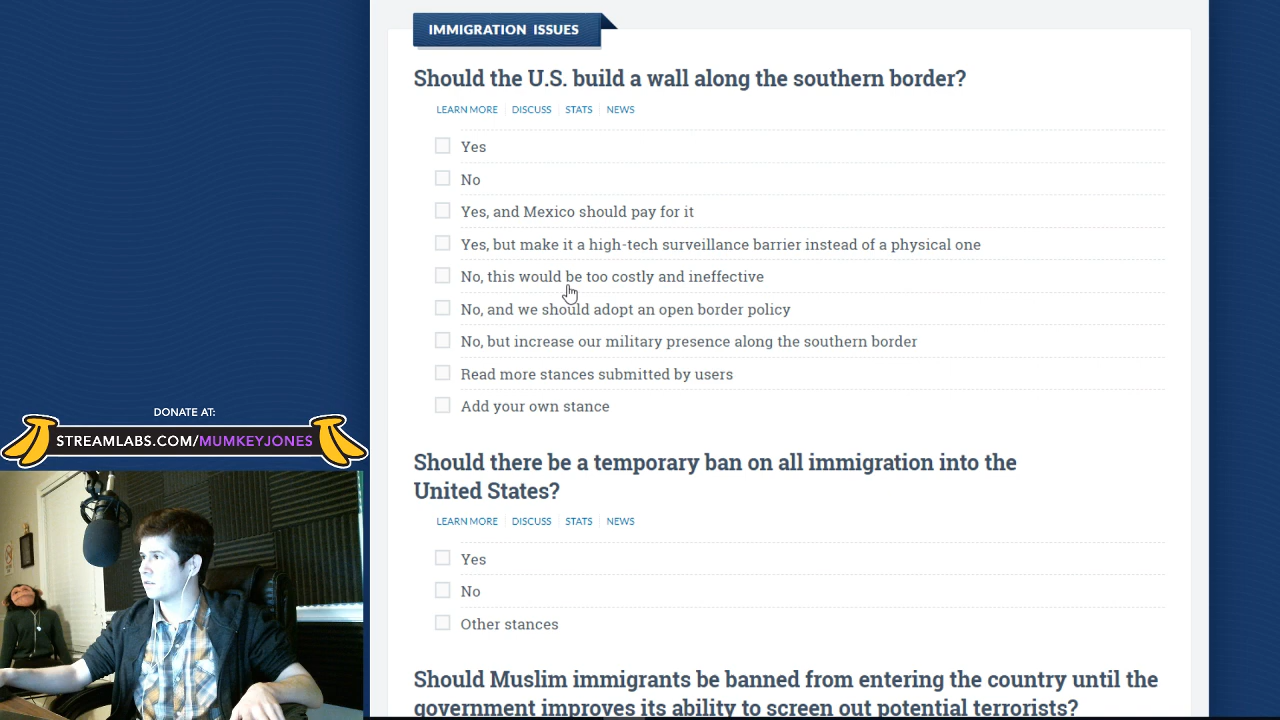 IMMIGRATION ISSUES
Should the U.S. build a wall along the southern border?
LEARN MORE DISCUSS STATS NEWS
Yes
No
Yes, and Mexico should pay for it
Yes, but make it a high-tech surveillance barrier instead of a physical one
No, this would be too costly and ineffective
No, and we should adopt an open border policy
No, but increase our military presence along the southern border
Read more stances submitted by users
Add your own stance
Should there be a temporary ban on all immigration into the
United States?
LEARN MORE DISCUSS STATS NEWS
Yes
No
Other stances
Should Muslim immigrants be banned from entering the country until the
government improves its ability to screen out potential terrorists?
DONATE AT:
STREAMLABS.COM/MUMKEYJONES